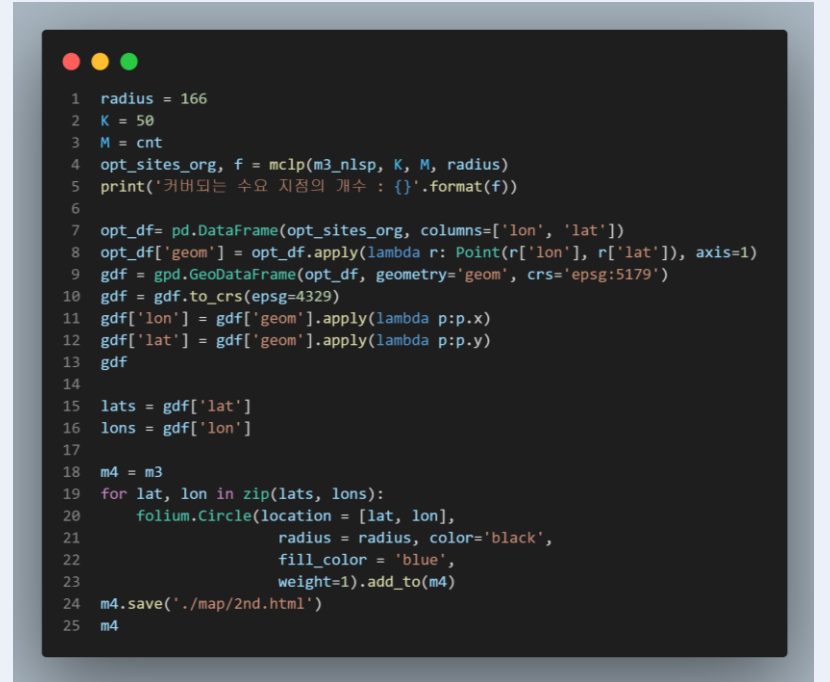 1 radius = 166
2 K = 50
3 M = cnt
4 opt_sites_org, f = mclp(m3_nlsp, K, M, radius)
5 print('커버되는 수요 지점의 개수 : {}'.format(f))
6
7 opt_df= pd.DataFrame(opt_sites_org, columns=['lon', 'lat'])
8 opt_df['geom'] = opt_df.apply(lambda r: Point(r['lon'], r['lat']), axis=1)
9 gdf = gpd.GeoDataFrame(opt_df, geometry='geom', crs='epsg:5179')
10 gdf = gdf.to_crs(epsg=4329)
11 gdf['lon'] = gdf['geom'].apply(lambda p:p.x)
12 gdf['lat'] = gdf['geom'].apply(lambda p:p.y)
13 gdf
14
15 lats = gdf['lat']
16 lons = gdf['lon']
17
18 m4 = m3
19 for lat, lon in zip(lats, lons):
20     folium.Circle(location = [lat, lon],
21                   radius = radius, color='black',
22                   fill_color = 'blue',
23                   weight=1).add_to(m4)
24 m4.save('./map/2nd.html')
25 m4